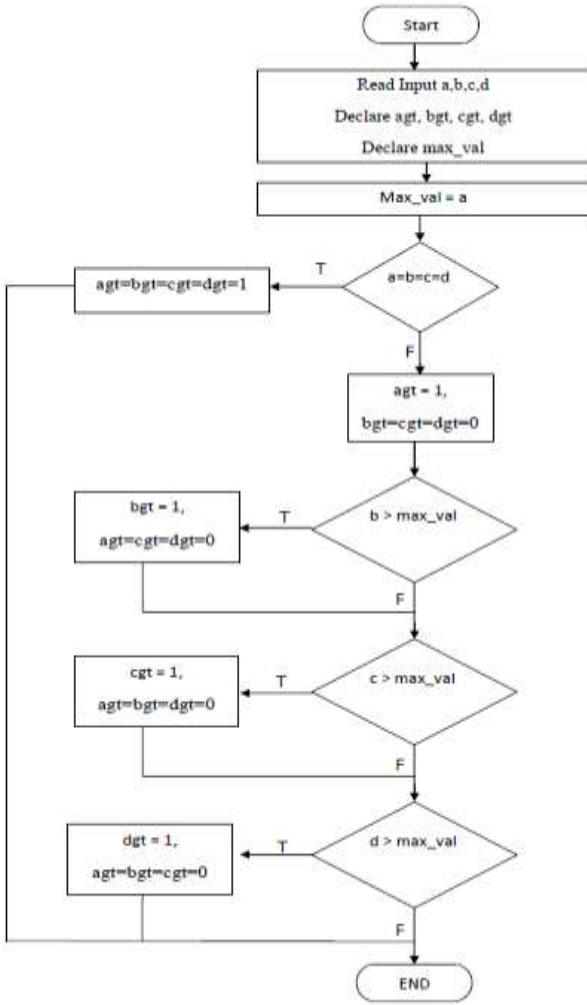 Start
Read Input a,b,c,d
Declare agt, bgt, cgt, dgt
Declare max_val
Max_val = a
a=b=c=d
T
agt=bgt=cgt=dgt=1
F
agt = 1,
bgt=cgt=dgt=0
b > max_val
T
bgt = 1,
agt=cgt=dgt=0
F
c > max_val
T
cgt = 1,
agt=bgt=dgt=0
F
d > max_val
T
dgt = 1,
agt=bgt=cgt=0
F
END